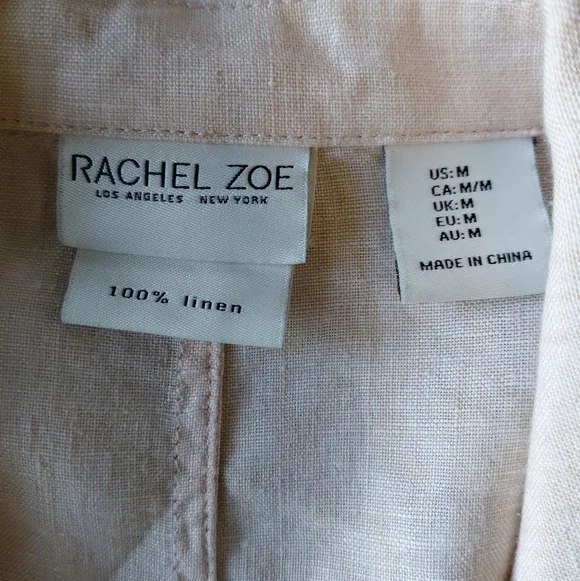 RACHEL ZOE
LOS ANGELES NEW YORK
100% linen
US: M
CA: M/M
UK: M
EU: M
AU: M
MADE IN CHINA